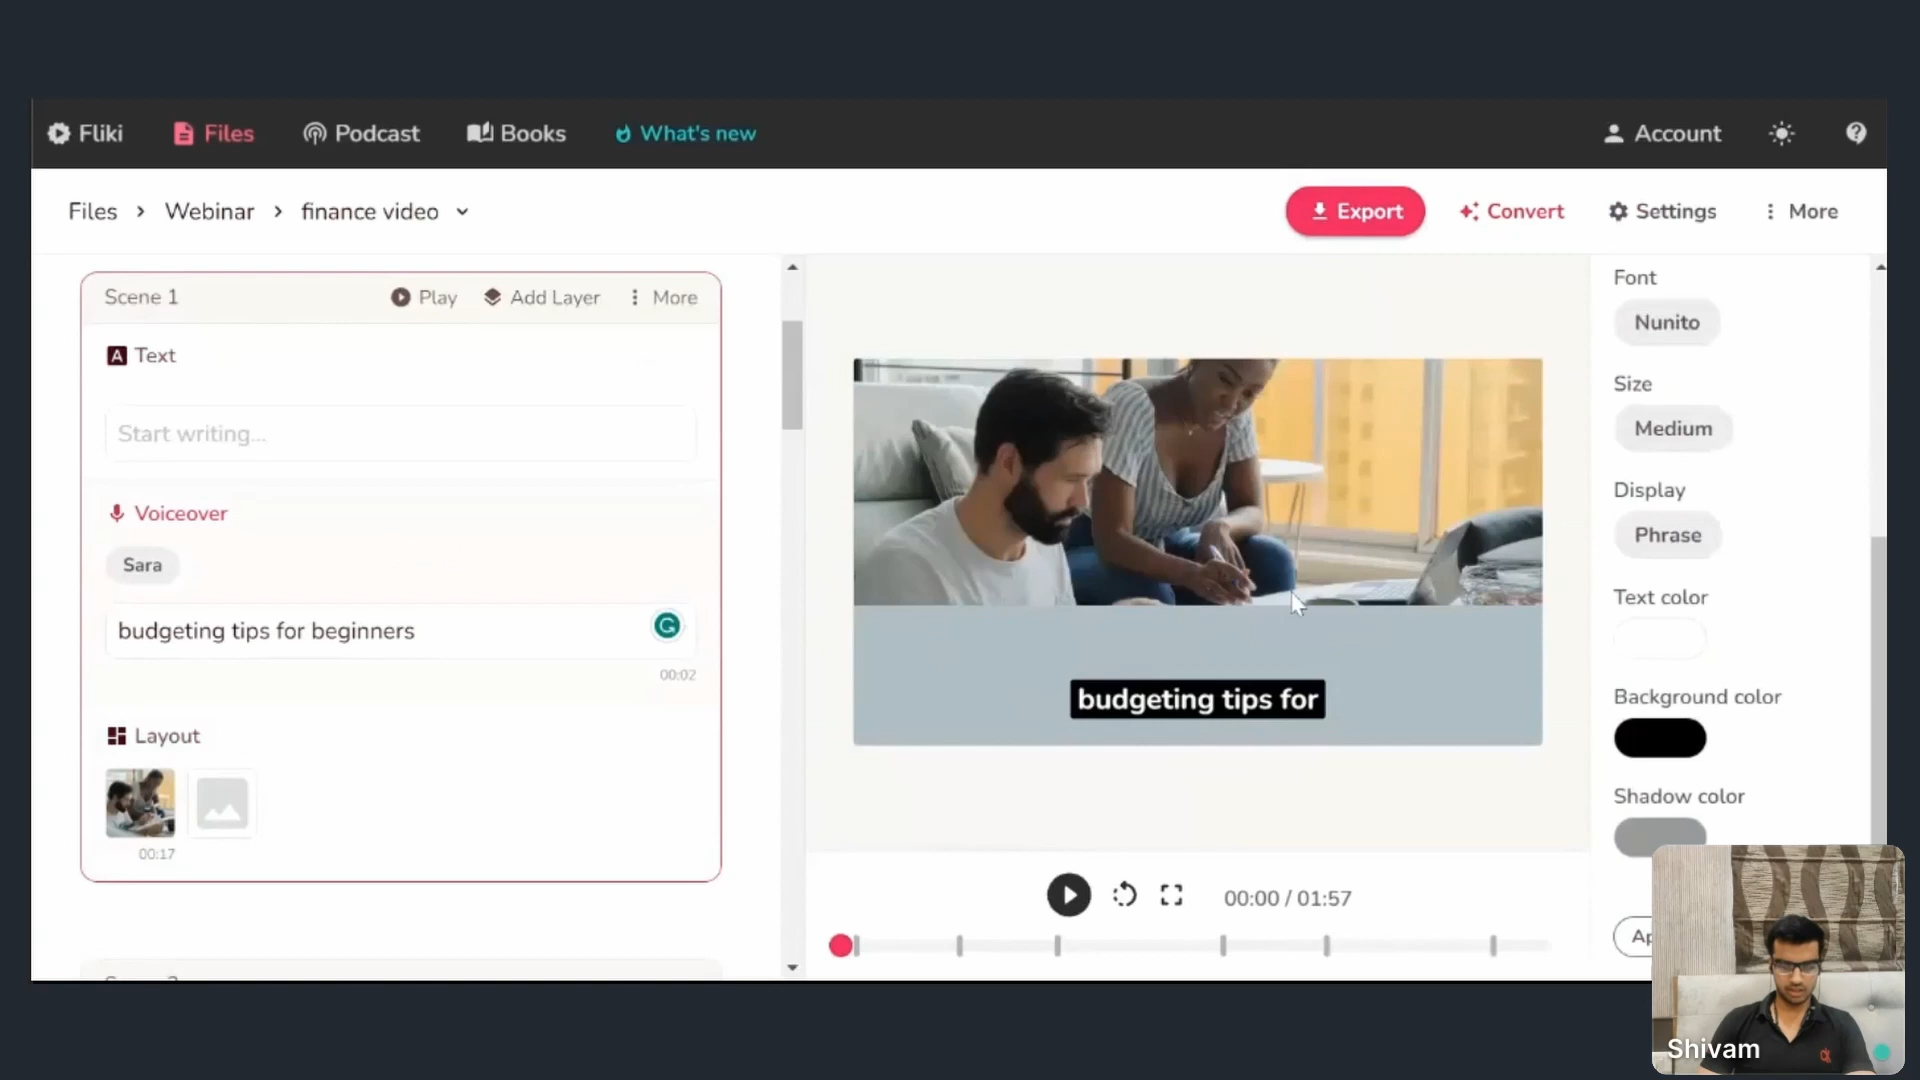 Fliki
Files
Podcast
Books
What's new
Account
Files > Webinar > finance video
Export
Convert
Settings
More
Scene 1
Play
Add Layer
More
A Text
Start writing...
Voiceover
Sara
budgeting tips for beginners
00:02
Layout
00:17
budgeting tips for
00:00 / 01:57
Font
Nunito
Size
Medium
Display
Phrase
Text color
Background color
Shadow color
Shivam